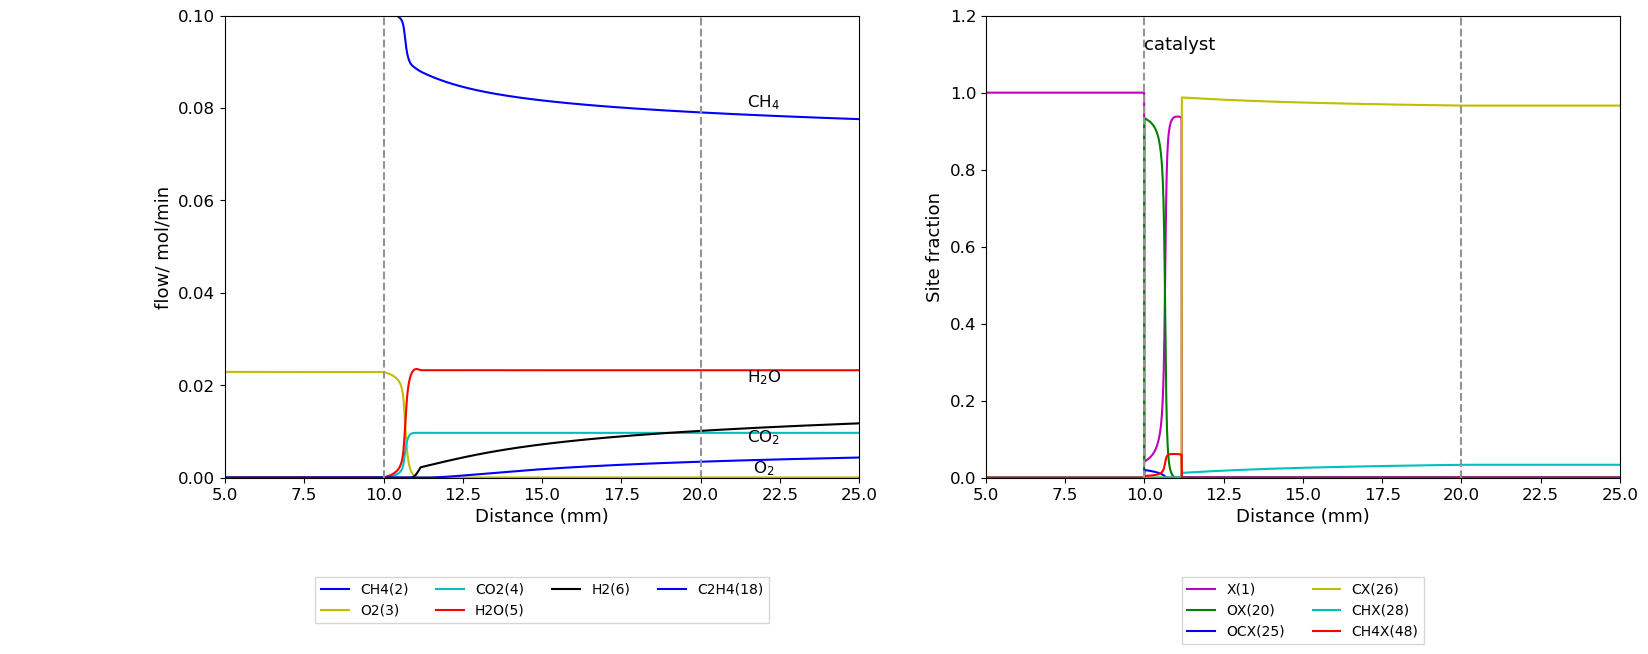 0.10
0.08
0.06
0.04
0.02
0.00
flow/ mol/min
CH₄
H₂O
CO₂
O₂
5.0 7.5 10.0 12.5 15.0 17.5 20.0 22.5 25.0
Distance (mm)
CH4(2) CO2(4) H2(6) C2H4(18)
O2(3) H2O(5)
1.2
1.0
0.8
0.6
0.4
0.2
0.0
Site fraction
catalyst
5.0 7.5 10.0 12.5 15.0 17.5 20.0 22.5 25.0
Distance (mm)
X(1) CX(26)
OX(20) CHX(28)
OCX(25) CH4X(48)